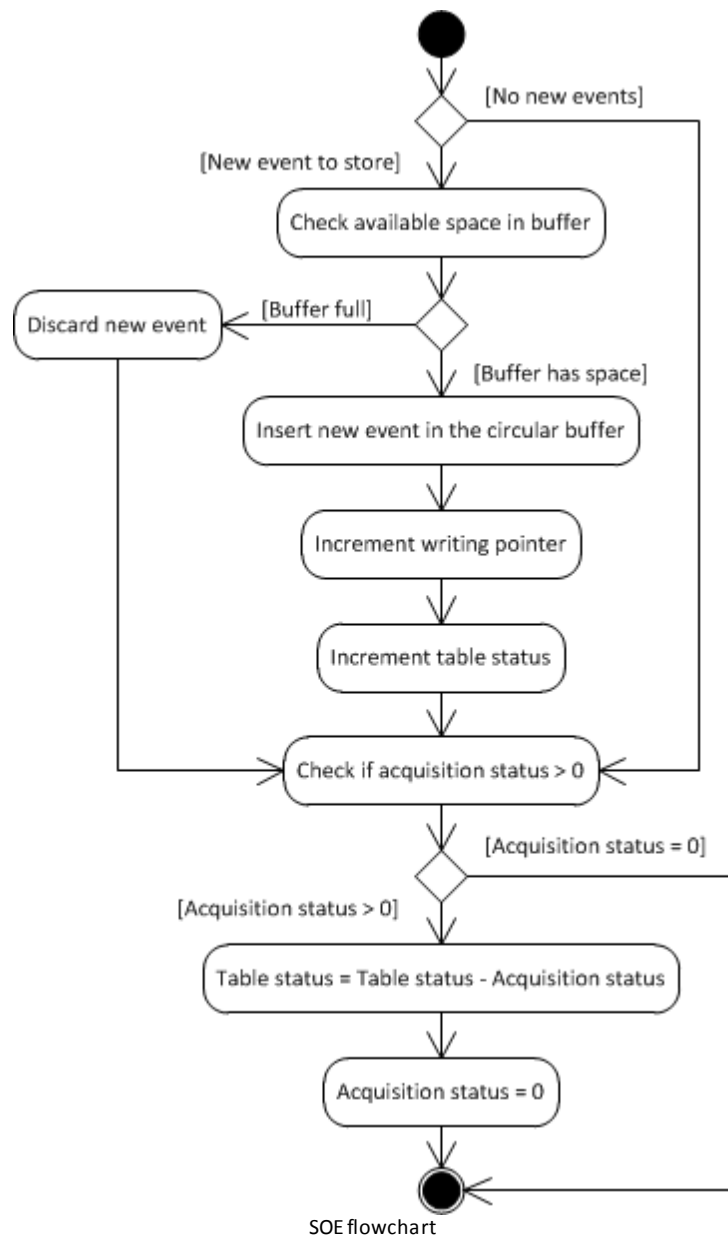 [No new events]
[New event to store]
Check available space in buffer
Discard new event
[Buffer full]
[Buffer has space]
Insert new event in the circular buffer
Increment writing pointer
Increment table status
Check if acquisition status > 0
[Acquisition status = 0]
[Acquisition status > 0]
Table status = Table status - Acquisition status
Acquisition status = 0
SOE flowchart